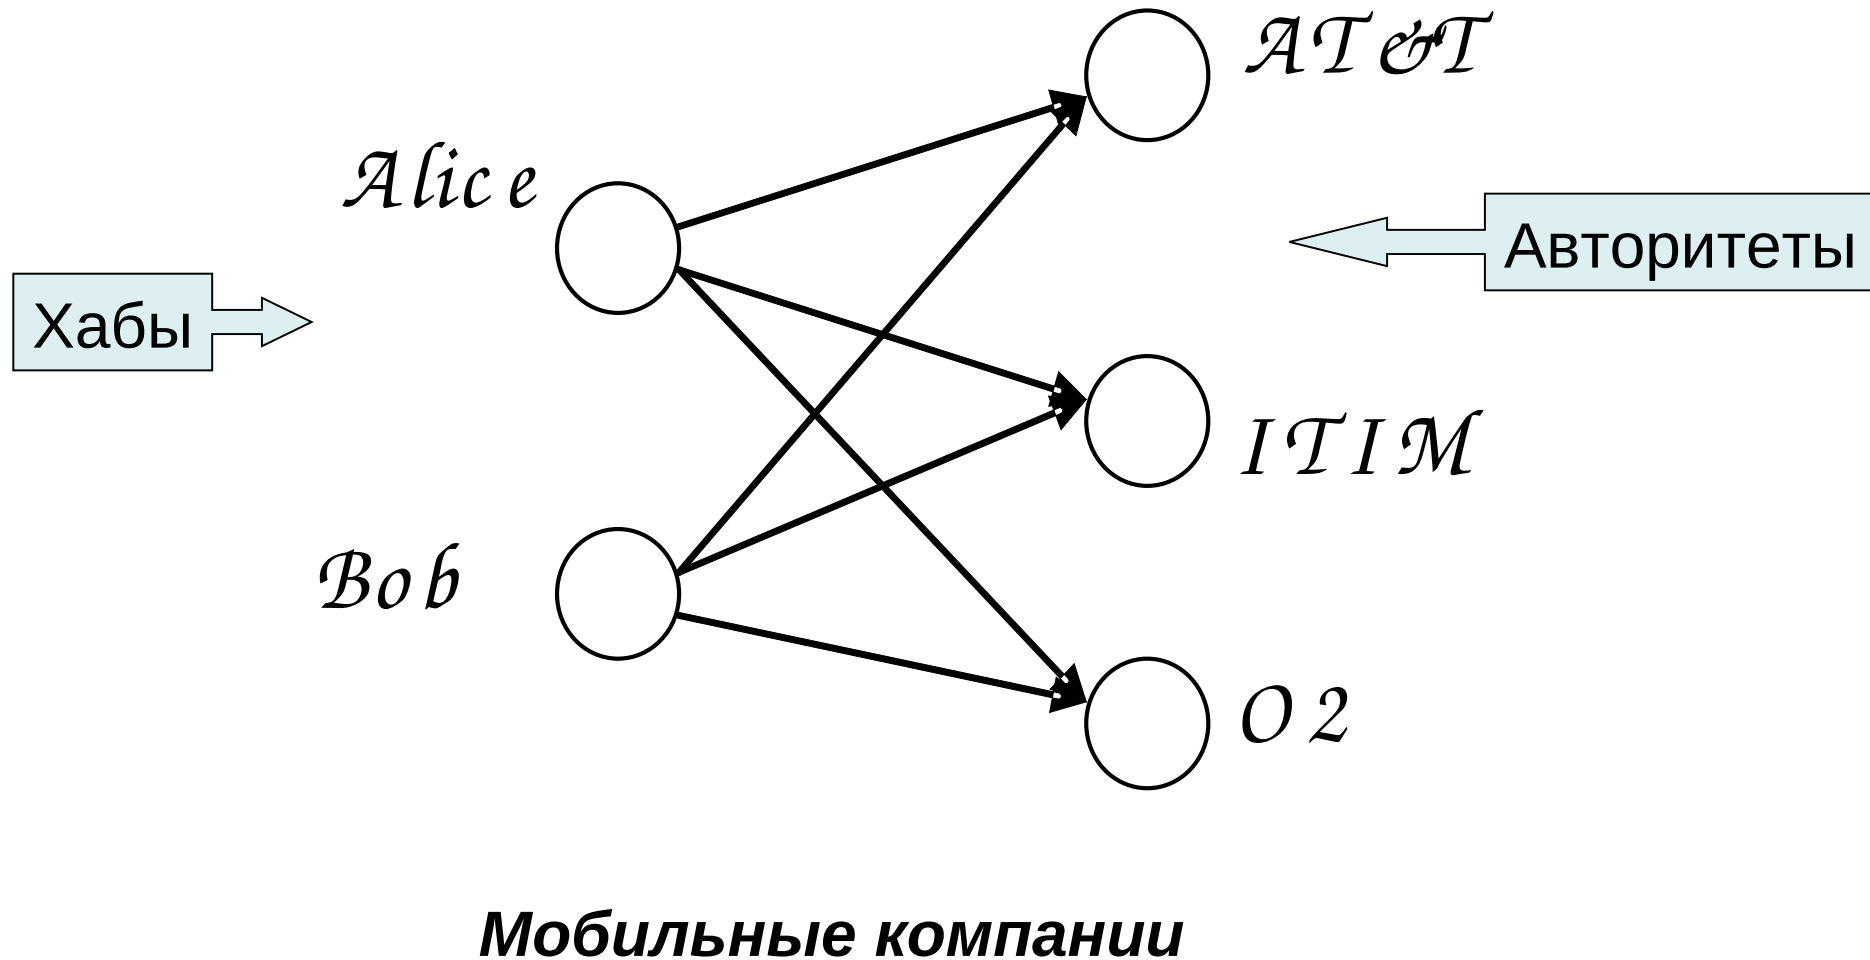 AT&T
Alice
Авторитеты
Хабы
ITIM
Bob
O2
Мобильные компании